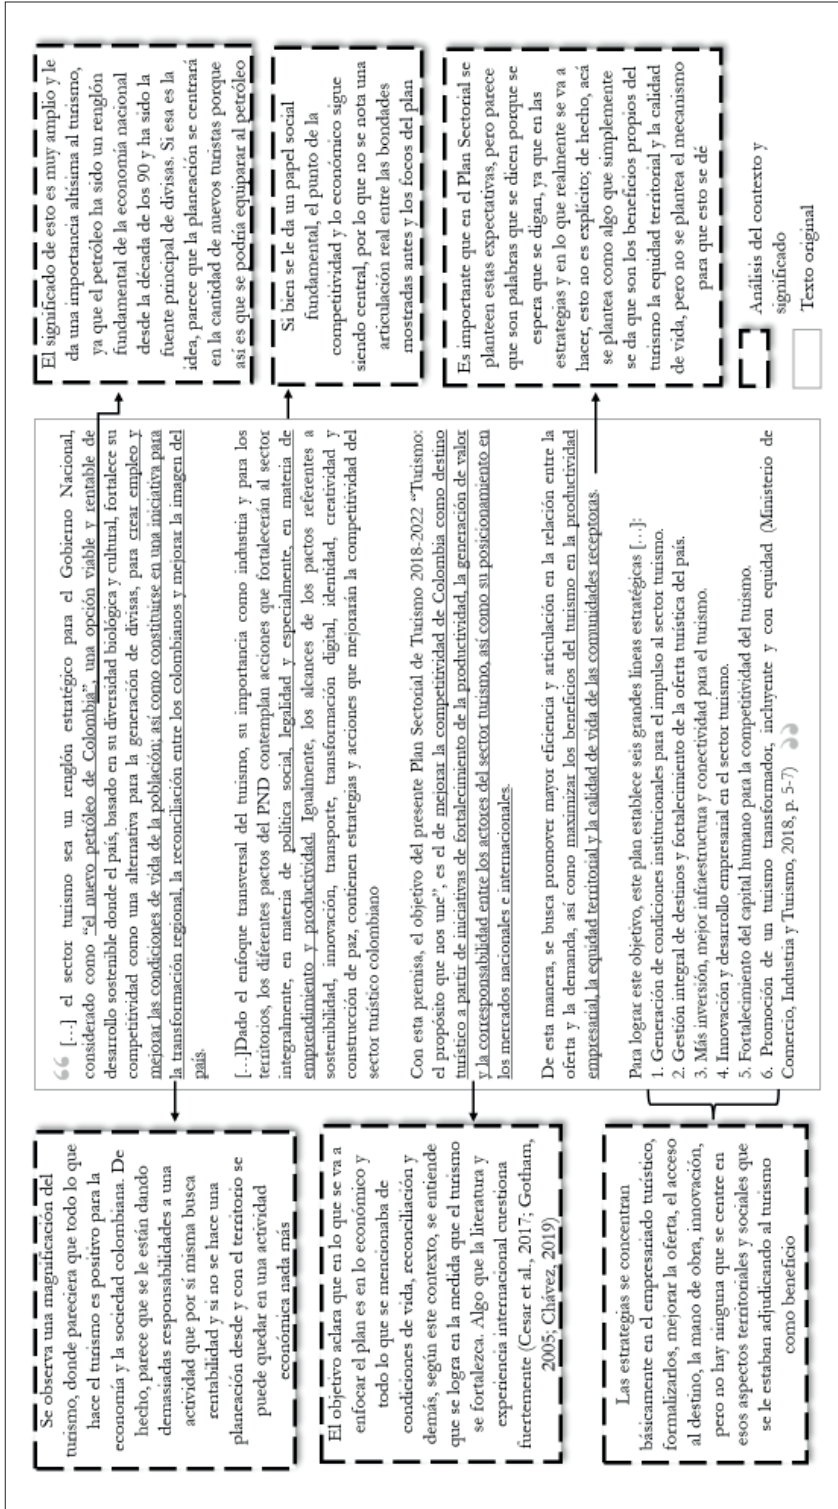 Se observa una magnificación del
turismo, donde pareciera que todo lo que
hace el turismo es positivo para la
economía y la sociedad colombiana. De
hecho, parece que se le están dando
demasiadas responsabilidades a una
actividad que por sí misma busca
rentabilidad y si no se hace una
planeación desde y con el territorio se
puede quedar en una actividad
económica nada más
El objetivo aclara que en lo que se va a
enfocar el plan es en lo económico y
todo lo que se mencionaba de
condiciones de vida, reconciliación y
demás, según este contexto, se entiende
que se logra en la medida que el turismo
se fortalezca. Algo que la literatura y
experiencia internacional cuestiona
fuertemente (Cesar et al., 2017; Gotham,
2005; Chávez, 2019)
Las estrategias se concentran
básicamente en el empresariado turístico,
formalizarlos, mejorar la oferta, el acceso
al destino, la mano de obra, innovación,
pero no hay ninguna que se centre en
esos aspectos territoriales y sociales que
se le estaban adjudicando al turismo
como beneficio
“ [...] el sector turismo sea un renglón estratégico para el Gobierno Nacional,
considerado como “el nuevo petróleo de Colombia”, una opción viable y rentable de
desarrollo sostenible donde el país, basado en su diversidad biológica y cultural, fortalece su
competitividad como una alternativa para la generación de divisas, para crear empleo y
mejorar las condiciones de vida de la población; así como constituirse en una iniciativa para
la transformación regional, la reconciliación entre los colombianos y mejorar la imagen del
país.
[...]Dado el enfoque transversal del turismo, su importancia como industria y para los
territorios, los diferentes pactos del PND contemplan acciones que fortalecerán al sector
integralmente, en materia de política social, legalidad y especialmente, en materia de
emprendimiento y productividad. Igualmente, los alcances de los pactos referentes a
sostenibilidad, innovación, transporte, transformación digital, identidad, creatividad y
construcción de paz, contienen estrategias y acciones que mejorarán la competitividad del
sector turístico colombiano
Con esta premisa, el objetivo del presente Plan Sectorial de Turismo 2018-2022 “Turismo:
el propósito que nos une”, es el de mejorar la competitividad de Colombia como destino
turístico a partir de iniciativas de fortalecimiento de la productividad, la generación de valor
y la corresponsabilidad entre los actores del sector turismo, así como su posicionamiento en
los mercados nacionales e internacionales.
De esta manera, se busca promover mayor eficiencia y articulación en la relación entre la
oferta y la demanda, así como maximizar los beneficios del turismo en la productividad
empresarial, la equidad territorial y la calidad de vida de las comunidades receptoras.
Para lograr este objetivo, este plan establece seis grandes líneas estratégicas [...]:
1. Generación de condiciones institucionales para el impulso al sector turismo.
2. Gestión integral de destinos y fortalecimiento de la oferta turística del país.
3. Más inversión, mejor infraestructura y conectividad para el turismo.
4. Innovación y desarrollo empresarial en el sector turismo.
5. Fortalecimiento del capital humano para la competitividad del turismo.
6. Promoción de un turismo transformador, incluyente y con equidad (Ministerio de
Comercio, Industria y Turismo, 2018, p. 5-7) ”
El significado de esto es muy amplio y le
da una importancia altísima al turismo,
ya que el petróleo ha sido un renglón
fundamental de la economía nacional
desde la década de los 90 y ha sido la
fuente principal de divisas. Si esa es la
idea, parece que la planeación se centrará
en la cantidad de nuevos turistas porque
así es que se podría equiparar al petróleo
Si bien se le da un papel social
fundamental, el punto de la
competitividad y lo económico sigue
siendo central, por lo que no se nota una
articulación real entre las bondades
mostradas antes y los focos del plan
Es importante que en el Plan Sectorial se
planteen estas expectativas, pero parece
que son palabras que se dicen porque se
espera que se digan, ya que en las
estrategias y en lo que realmente se va a
hacer, esto no es explícito; de hecho, acá
se plantea como algo que simplemente
se da que son los beneficios propios del
turismo la equidad territorial y la calidad
de vida, pero no se plantea el mecanismo
para que esto se dé
Análisis del contexto y
significado
Texto original